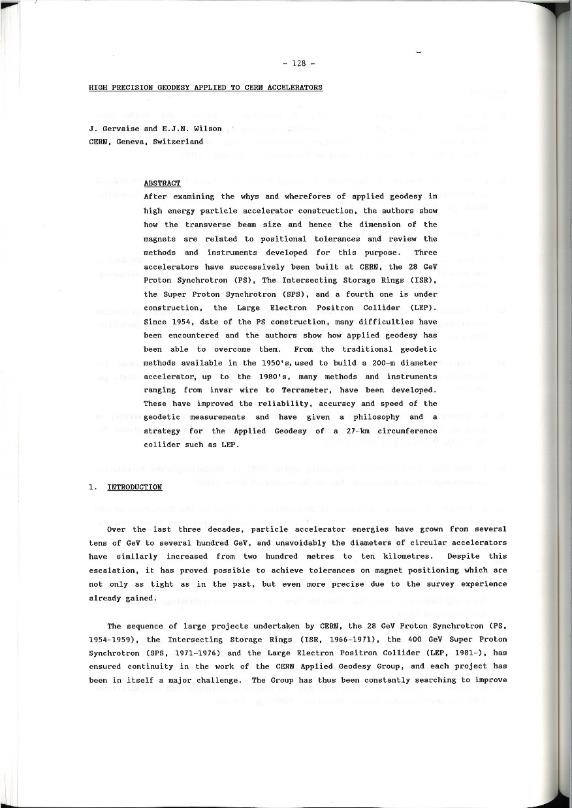 - 128 -
HIGH PRECISION GEODESY APPLIED TO CERN ACCELERATORS
J. Gervaise and E.J.N. Wilson
CERN, Geneva, Switzerland
ABSTRACT
After examining the whys and wherefores of applied geodesy in
high energy particle accelerator construction, the authors show
how the transverse beam size and hence the dimension of the
magnets are related to positional tolerances and review the
methods and instruments developed for this purpose. Three
accelerators have successively been built at CERN, the 28 GeV
Proton Synchrotron (PS), The Intersecting Storage Rings (ISR),
the Super Proton Synchrotron (SPS), and a fourth one is under
construction, the Large Electron Positron Collider (LEP).
Since 1954, date of the PS construction, many difficulties have
been encountered and the authors show how applied geodesy has
been able to overcome them. From the traditional geodetic
methods available in the 1950's, used to build a 200-m diameter
accelerator, up to the 1980's, many methods and instruments
ranging from invar wire to Terrameter, have been developed.
These have improved the reliability, accuracy and speed of the
geodetic measurements and have given a philosophy and a
strategy for the Applied Geodesy of a 27-km circumference
collider such as LEP.
1. INTRODUCTION
Over the last three decades, particle accelerator energies have grown from several
tens of GeV to several hundred GeV, and unavoidably the diameters of circular accelerators
have similarly increased from two hundred metres to ten kilometres. Despite this
escalation, it has proved possible to achieve tolerances on magnet positioning which are
not only as tight as in the past, but even more precise due to the survey experience
already gained.
The sequence of large projects undertaken by CERN, the 28 GeV Proton Synchrotron (PS,
1954-1959), the Intersecting Storage Rings (ISR, 1966-1971), the 400 GeV Super Proton
Synchrotron (SPS, 1971-1976) and the Large Electron Positron Collider (LEP, 1981-), has
ensured continuity in the work of the CERN Applied Geodesy Group, and each project has
been in itself a major challenge. The Group has thus been constantly searching to improve